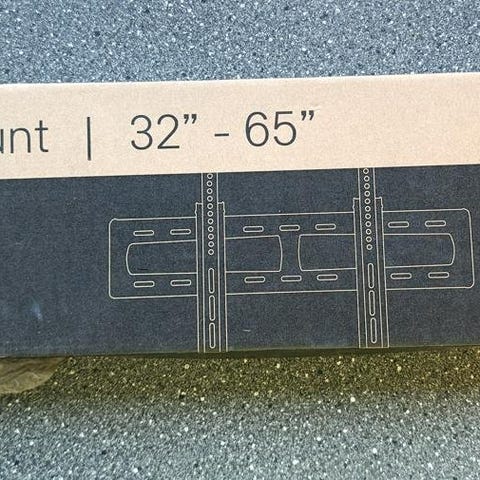 unt | 32” - 65”